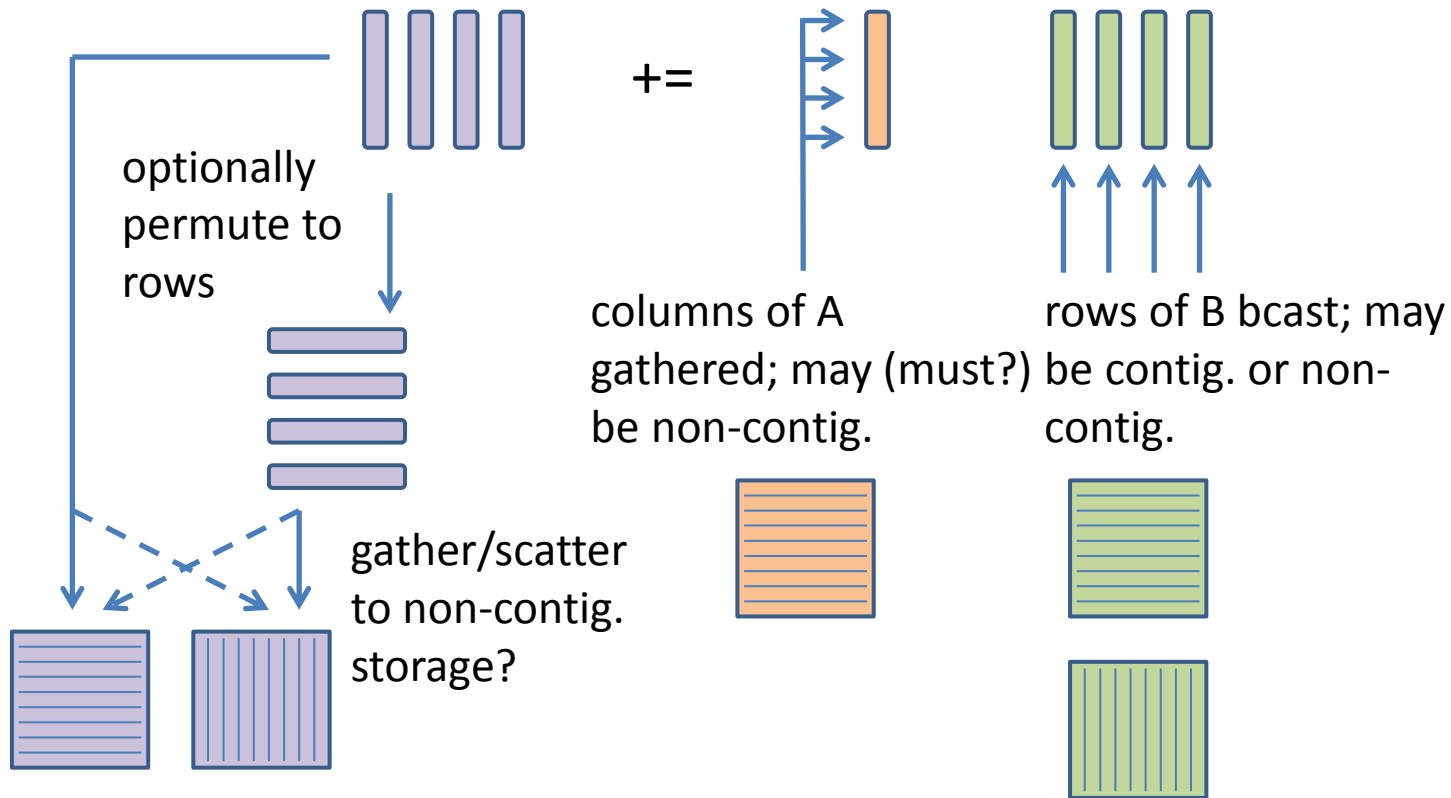 +=
optionally
permute to
rows
columns of A
gathered; may (must?)
be non-contig.
rows of B bcast; may
be contig. or non-
contig.
gather/scatter
to non-contig.
storage?